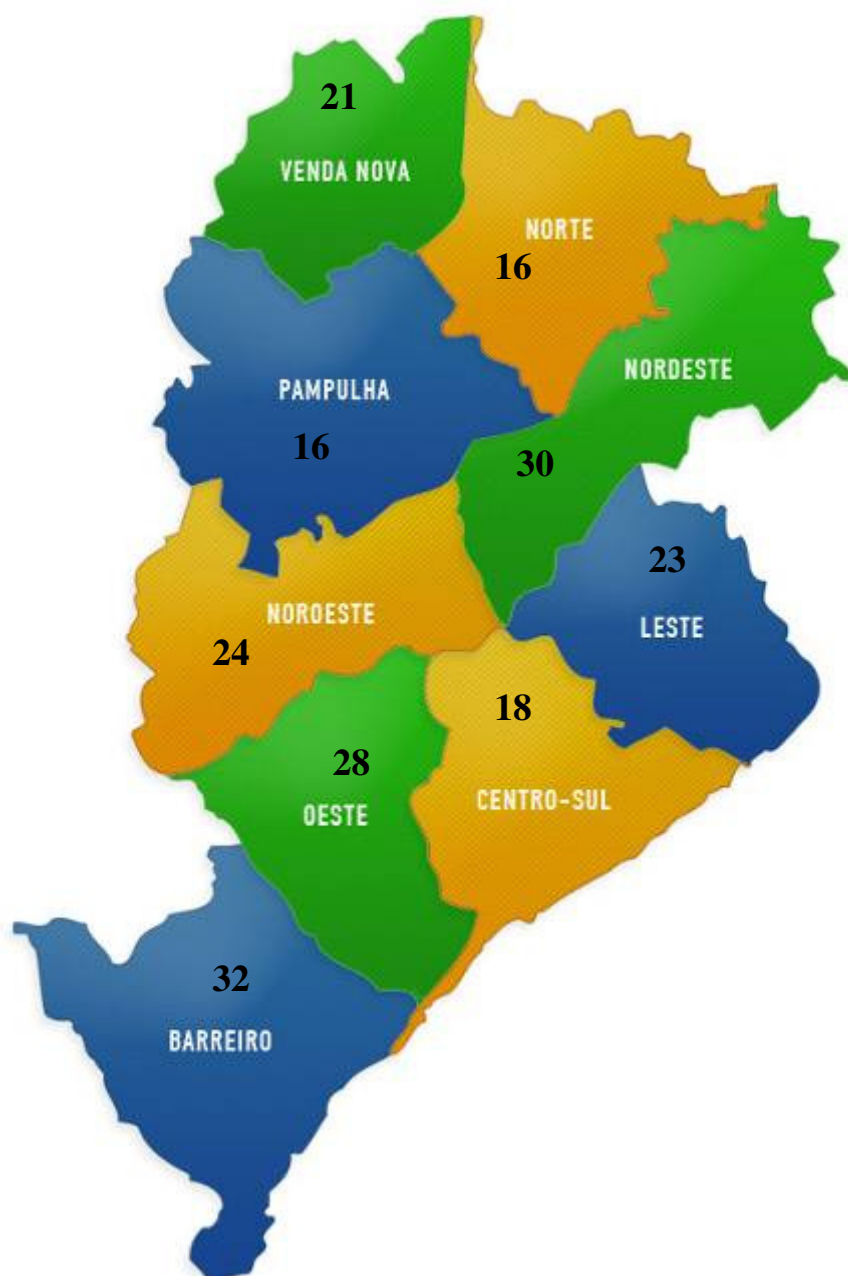 21
VENDA NOVA
NORTE
16
NORDESTE
PAMPULHA
16
30
23
LESTE
NOROESTE
24
18
CENTRO-SUL
28
OESTE
32
BARREIRO